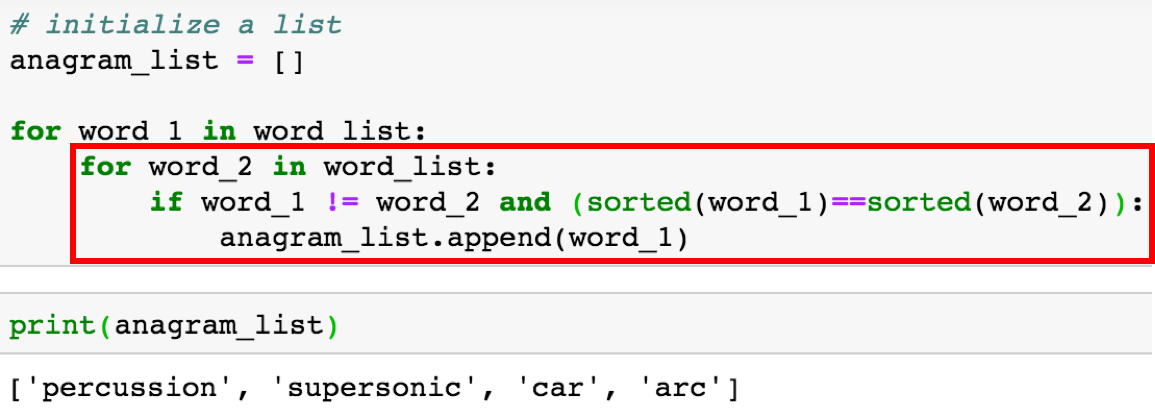 # initialize a list
anagram_list = []
for word_1 in word_list:
for word_2 in word_list:
if word_1 != word_2 and (sorted(word_1)==sorted(word_2)):
anagram_list.append(word_1)
print(anagram_list)
['percussion', 'supersonic', 'car', 'arc']